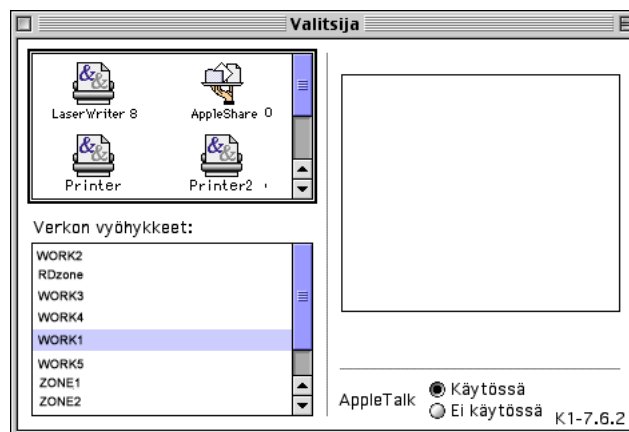 Valitsija
LaserWriter 8
AppleShare 0
Printer
Printer2
Verkon vyöhykkeet:
WORK2
RDzone
WORK3
WORK4
WORK1
WORK5
ZONE1
ZONE2
AppleTalk
Käytössä
Ei käytössä
K1-7.6.2